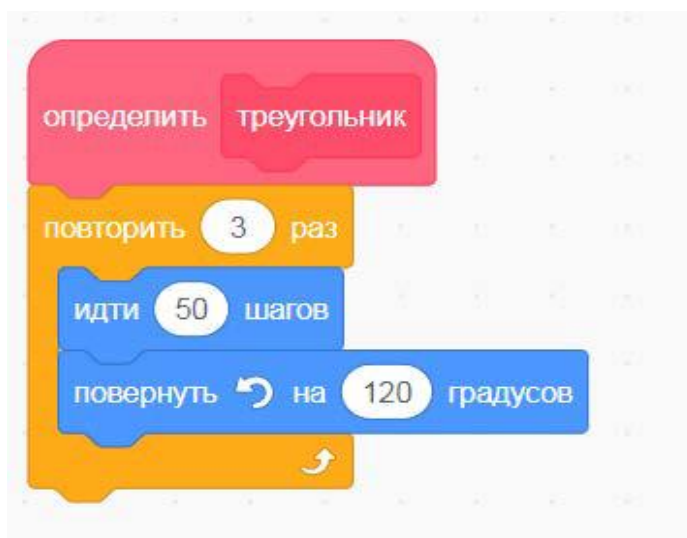 определить треугольник
повторить 3 раз
идти 50 шагов
повернуть на 120 градусов